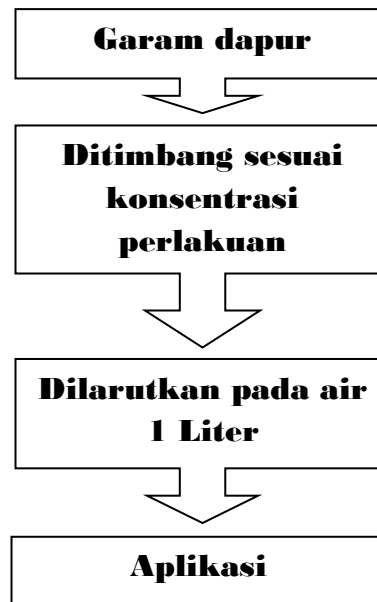 Garam dapur
Ditimbang sesuai
konsentrasi
perlakuan
Dilarutkan pada air
1 Liter
Aplikasi